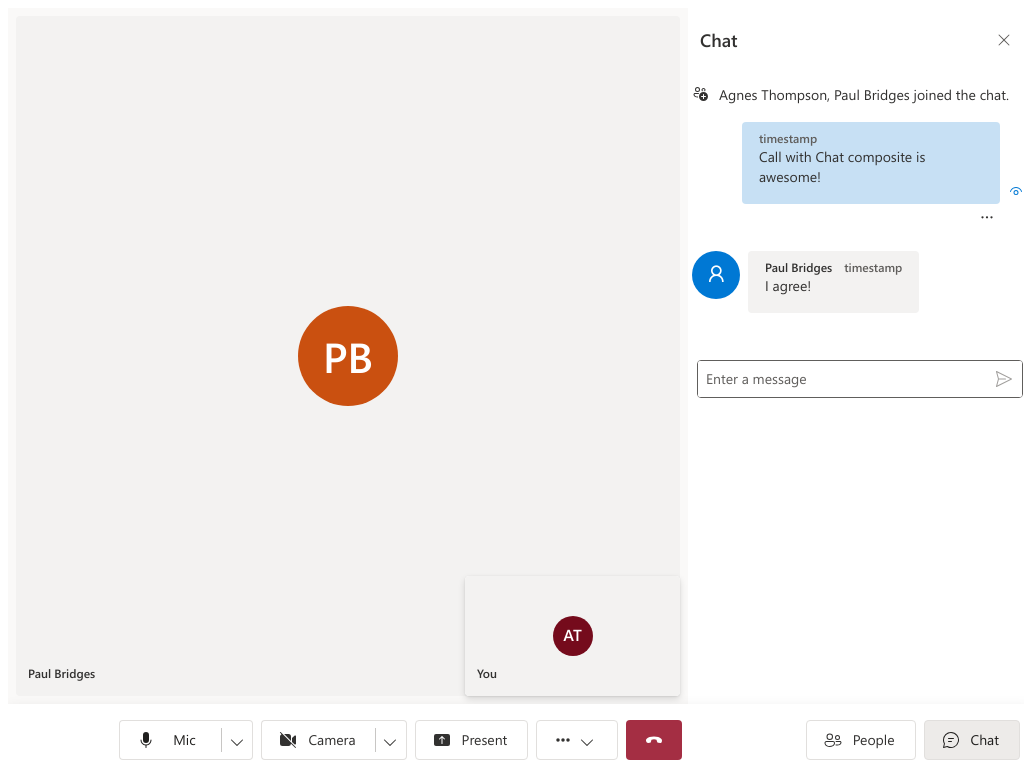 Chat
Agnes Thompson, Paul Bridges joined the chat.
timestamp
Call with Chat composite is
awesome!
Paul Bridges timestamp
I agree!
PB
Enter a message
AT
Paul Bridges
You
Mic
Camera
Present
People
Chat